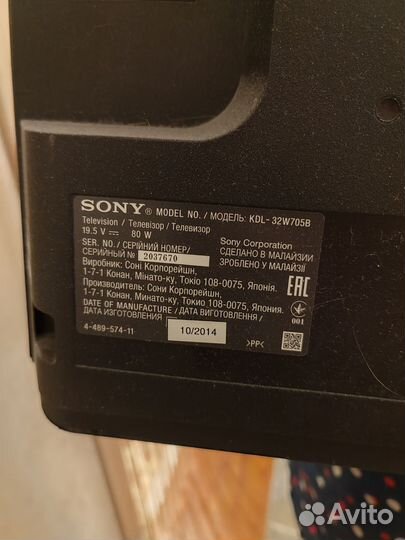 SONY® MODEL NO. / МОДЕЛЬ: KDL-32W705B
Television / Телевізор / Телевизор
19.5 V ⎓ 80 W
SER. NO. / СЕРІЙНИЙ НОМЕР/
СЕРИЙНЫЙ № 2037670
Sony Corporation
СДЕЛАНО В МАЛАЙЗИИ
ЗРОБЛЕНО У МАЛАЙЗІЇ
Виробник: Соні Корпорейшн,
1-7-1 Конан, Мінато-ку, Токіо 108-0075, Японія.
Производитель: Сони Корпорейшн,
1-7-1 Конан, Минато-ку, Токио 108-0075, Япония.
EAC
001
DATE OF MANUFACTURE / ДАТА ВИГОТОВЛЕННЯ /
ДАТА ИЗГОТОВЛЕНИЯ 10/2014
4-489-574-11
>PP<
Avito